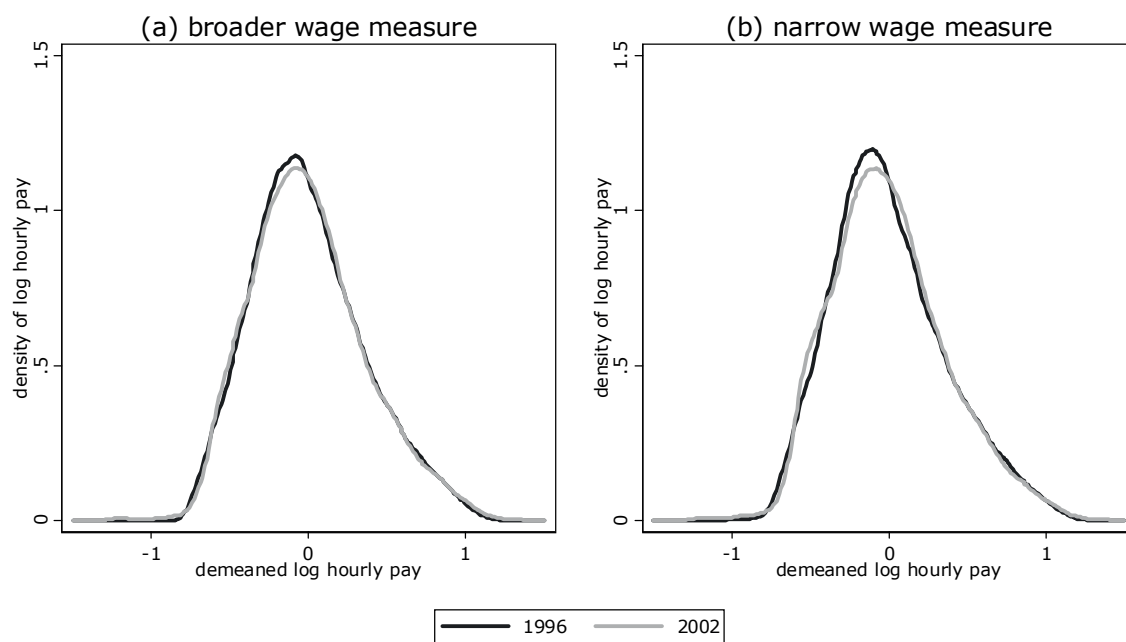 (a) broader wage measure
density of log hourly pay
1.5
1
.5
0
-1 0 1
demeaned log hourly pay
(b) narrow wage measure
density of log hourly pay
1.5
1
.5
0
-1 0 1
demeaned log hourly pay
1996 2002